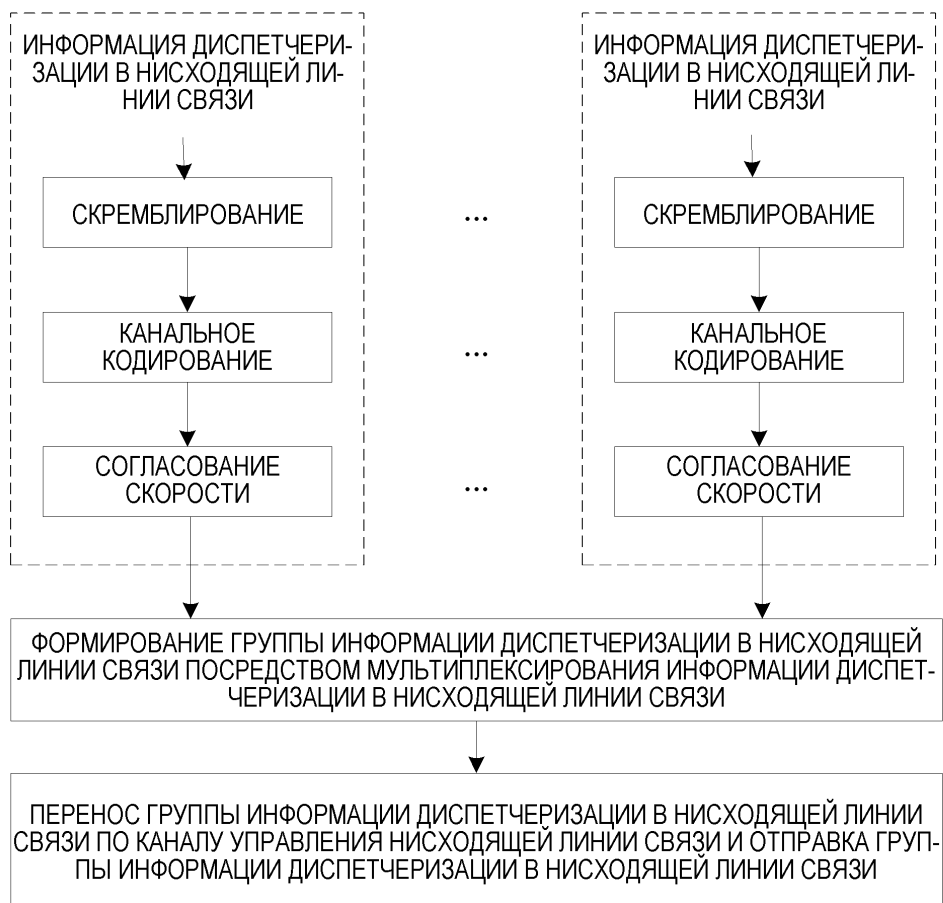 ИНФОРМАЦИЯ ДИСПЕТЧЕРИ-
ЗАЦИИ В НИСХОДЯЩЕЙ ЛИ-
НИИ СВЯЗИ
СКРЕМБЛИРОВАНИЕ
КАНАЛЬНОЕ
КОДИРОВАНИЕ
СОГЛАСОВАНИЕ
СКОРОСТИ
...
...
...
ИНФОРМАЦИЯ ДИСПЕТЧЕРИ-
ЗАЦИИ В НИСХОДЯЩЕЙ ЛИ-
НИИ СВЯЗИ
СКРЕМБЛИРОВАНИЕ
КАНАЛЬНОЕ
КОДИРОВАНИЕ
СОГЛАСОВАНИЕ
СКОРОСТИ
ФОРМИРОВАНИЕ ГРУППЫ ИНФОРМАЦИИ ДИСПЕТЧЕРИЗАЦИИ В НИСХОДЯЩЕЙ
ЛИНИИ СВЯЗИ ПОСРЕДСТВОМ МУЛЬТИПЛЕКСИРОВАНИЯ ИНФОРМАЦИИ ДИСПЕТ-
ЧЕРИЗАЦИИ В НИСХОДЯЩЕЙ ЛИНИИ СВЯЗИ
ПЕРЕНОС ГРУППЫ ИНФОРМАЦИИ ДИСПЕТЧЕРИЗАЦИИ В НИСХОДЯЩЕЙ ЛИНИИ
СВЯЗИ ПО КАНАЛУ УПРАВЛЕНИЯ НИСХОДЯЩЕЙ ЛИНИИ СВЯЗИ И ОТПРАВКА ГРУП-
ПЫ ИНФОРМАЦИИ ДИСПЕТЧЕРИЗАЦИИ В НИСХОДЯЩЕЙ ЛИНИИ СВЯЗИ